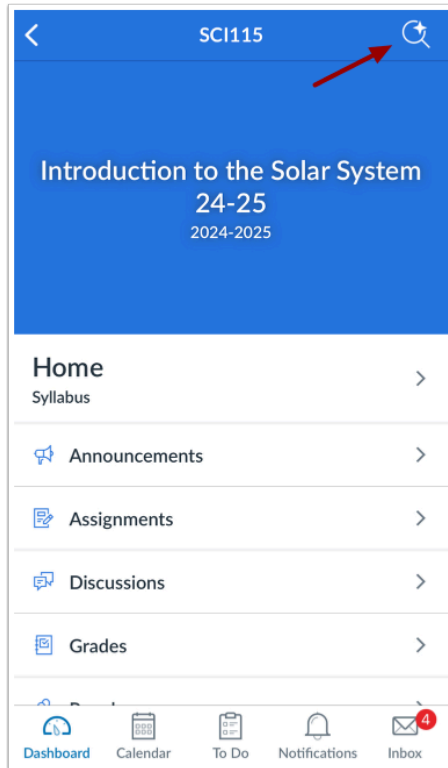 SCI115
Introduction to the Solar System
24-25
2024-2025
Home
Syllabus
Announcements
Assignments
Discussions
Grades
4
Dashboard Calendar To Do Notifications Inbox